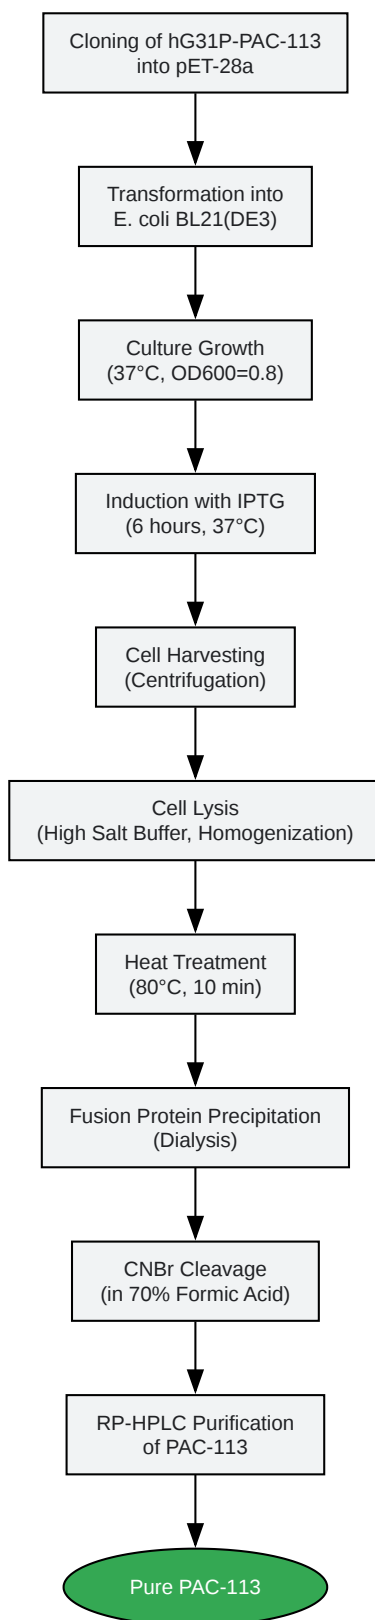 Cloning of hG31P-PAC-113
into pET-28a
Transformation into
E. coli BL21(DE3)
Culture Growth
(37°C, OD600=0.8)
Induction with IPTG
(6 hours, 37°C)
Cell Harvesting
(Centrifugation)
Cell Lysis
(High Salt Buffer, Homogenization)
Heat Treatment
(80°C, 10 min)
Fusion Protein Precipitation
(Dialysis)
CNBr Cleavage
(in 70% Formic Acid)
RP-HPLC Purification
of PAC-113
Pure PAC-113